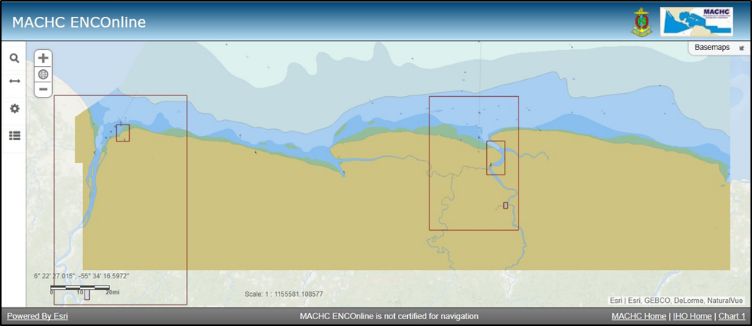 MACHC ENCOnline
MACHC
Basemaps
6° 22' 27.015", -55° 34' 16.5972"
0 10 20mi
Scale: 1 : 1155581.108577
Esri | Esri, GEBCO, DeLorme, NaturalVue
Powered By Esri
MACHC ENCOnline is not certified for navigation
MACHC Home | IHO Home | Chart 1